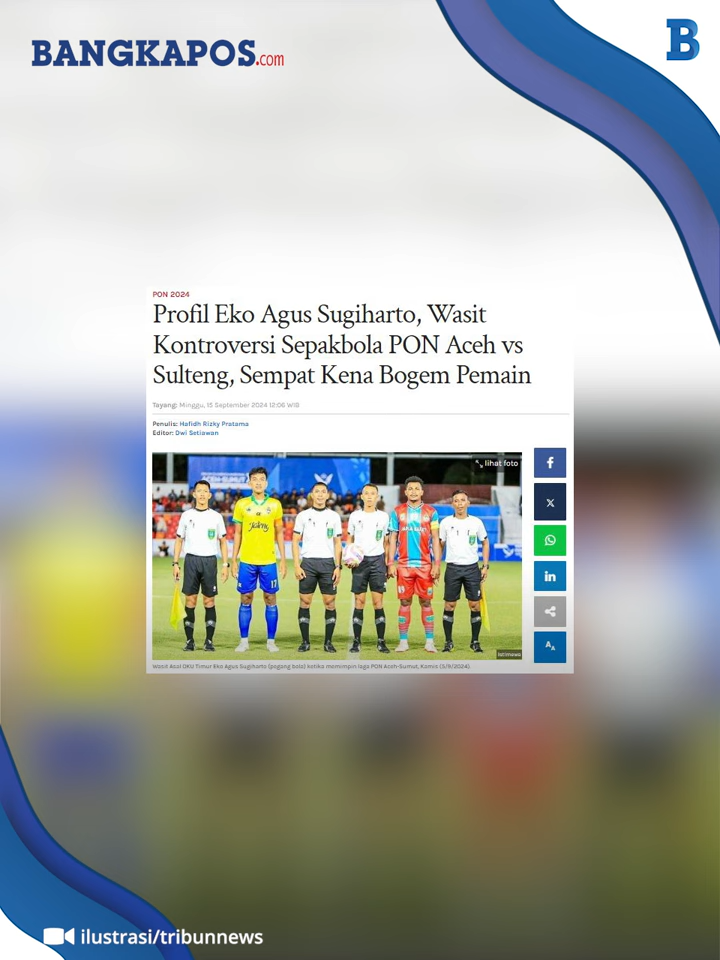 BANGKAPOS.com
B
PON 2024
Profil Eko Agus Sugiharto, Wasit
Kontroversi Sepakbola PON Aceh vs
Sulteng, Sempat Kena Bogem Pemain
Tayang: Minggu, 15 September 2024 12:06 WIB
Penulis: Hafidh Rizky Pratama
Editor: Dwi Setiawan
lihat foto
17
istimewa
Wasit Asal OKU Timur Eko Agus Sugiharto (pegang bola) ketika memimpin laga PON Aceh-Sumut, Kamis (5/9/2024).
ilustrasi/tribunnews